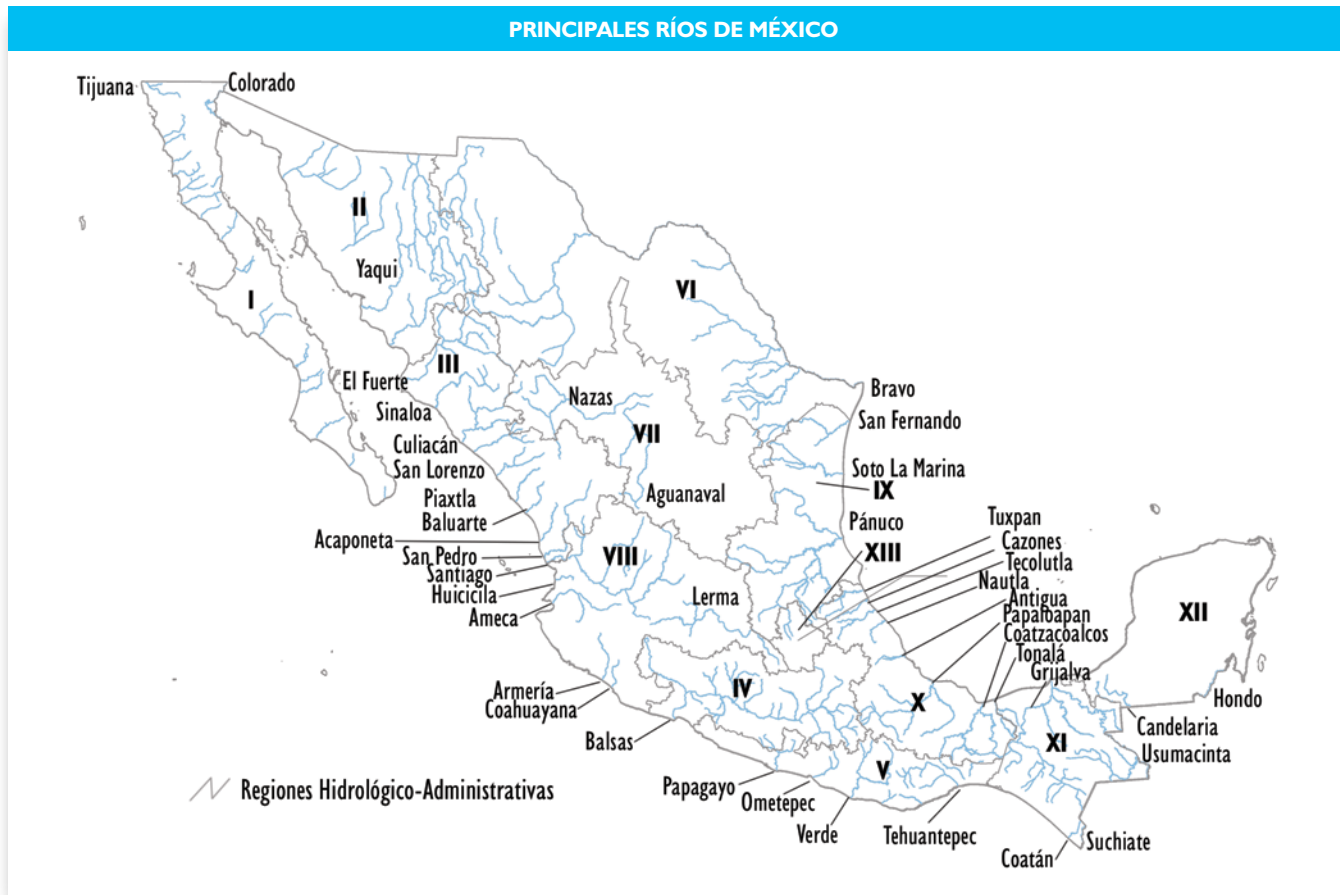 PRINCIPALES RÍOS DE MÉXICO
Tijuana
Colorado
II
Yaqui
I
VI
III
El Fuerte
Sinaloa
Culiacán
San Lorenzo
Piaxtla
Baluarte
Acaponeta
San Pedro
Santiago
Huicicila
Ameca
Nazas
VII
Aguanaval
VIII
Lerma
Bravo
San Fernando
Soto La Marina
IX
Pánuco
XIII
Tuxpan
Cazones
Tecolutla
Nautla
Antigua
Papaloapan
Coatzacoalcos
Tonalá
Grijalva
XII
Hondo
Candelaria
Usumacinta
Armería
Coahuayana
Balsas
IV
X
XI
V
Papagayo
Ometepec
Verde
Tehuantepec
Coatán
Suchiate
Regiones Hidrológico-Administrativas